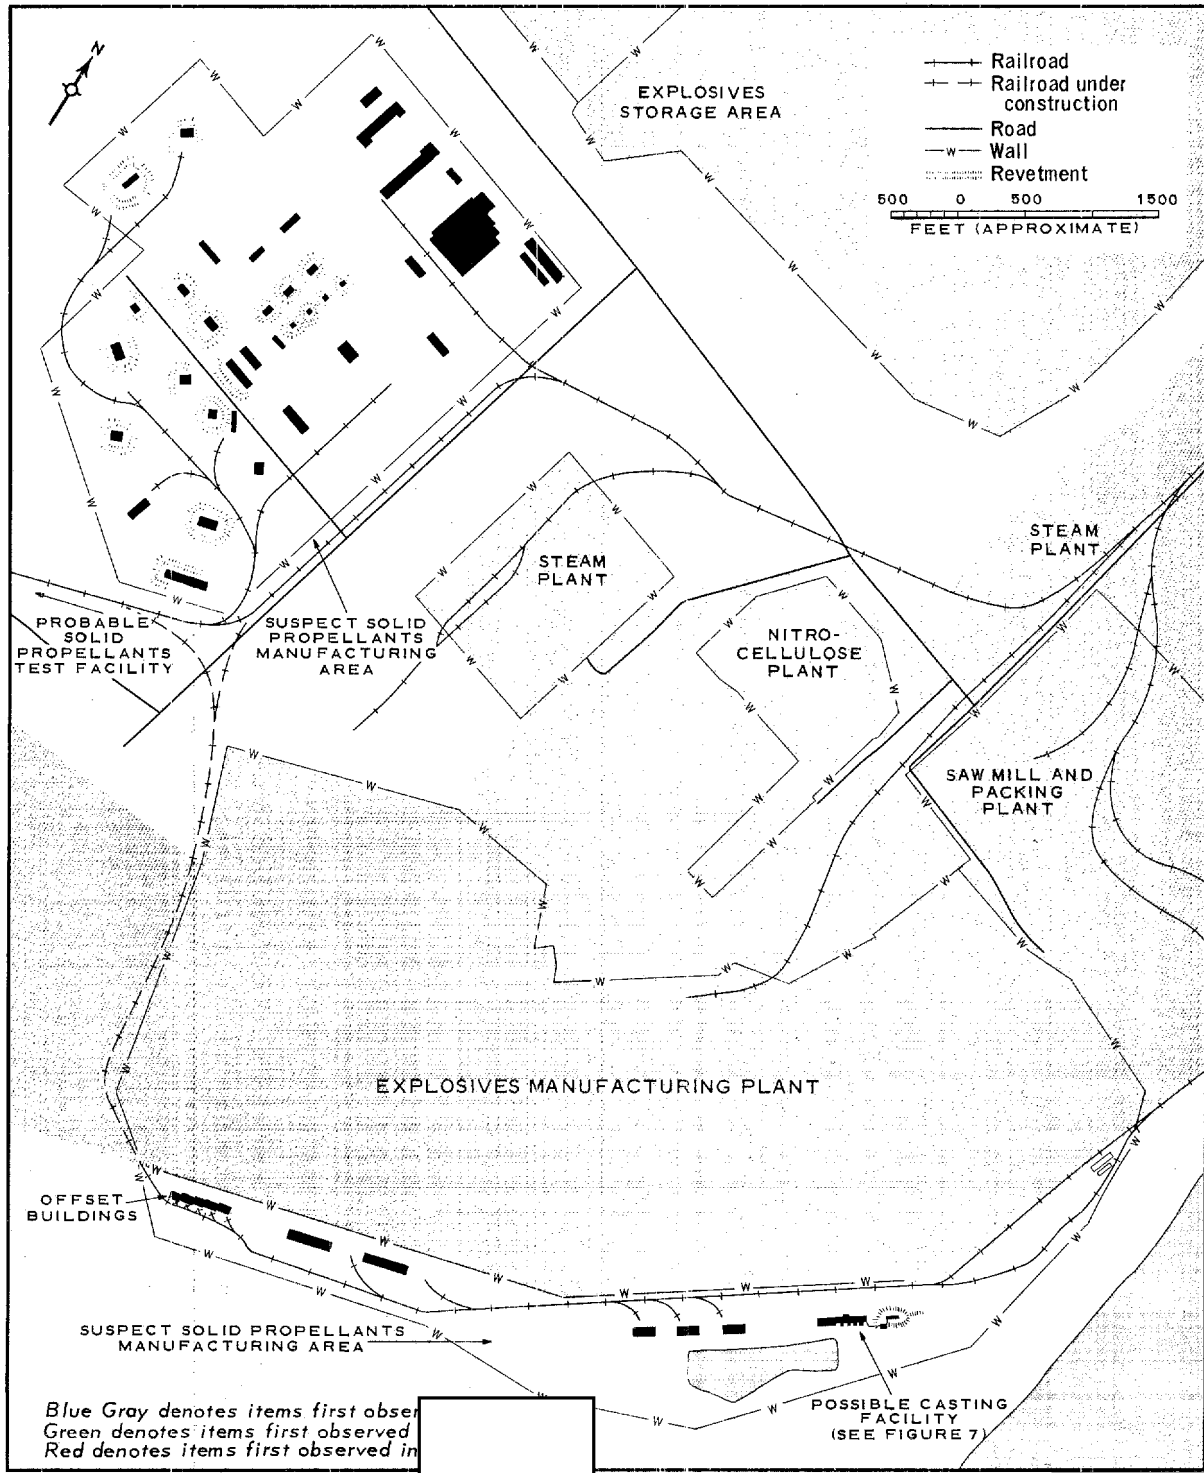 N
EXPLOSIVES
STORAGE AREA
Railroad
Railroad under
construction
Road
W Wall
Revetment
500 0 500 1500
FEET (APPROXIMATE)
STEAM
PLANT
STEAM
PLANT
PROBABLE
SOLID
PROPELLANTS
TEST FACILITY
SUSPECT SOLID
PROPELLANTS
MANUFACTURING
AREA
NITRO-
CELLULOSE
PLANT
SAW MILL AND
PACKING
PLANT
EXPLOSIVES MANUFACTURING PLANT
OFFSET
BUILDINGS
SUSPECT SOLID PROPELLANTS
MANUFACTURING AREA
POSSIBLE CASTING
FACILITY
(SEE FIGURE 7)
Blue Gray denotes items first obser
Green denotes items first observed
Red denotes items first observed in